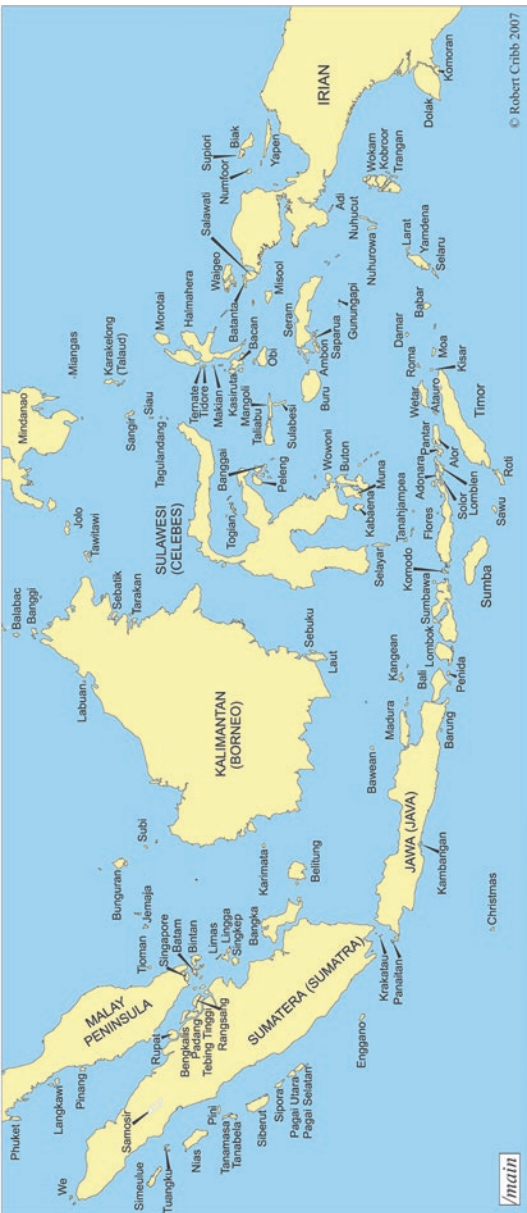 Phuket
Langkawi
Pinang
We
MALAY
PENINSULA
Samosir
Simeulue
Tuangku
Nias
Pini
Tanamasa
Tanabela
Siberut
Sipora
Pagai Utara
Pagai Selatan
Enggano
Rupat
Bengkalis
Padang
Tebing Tinggi
Rangsang
SUMATERA (SUMATRA)
Tioman
Jemaja
Bunguran
Subi
Singapore
Batam
Bintan
Limas
Lingga
Singkep
Bangka
Belitung
Karimata
Krakatau
Panaitan
Christmas
JAWA (JAVA)
Kambangan
Bawean
Madura
Kangean
Barung
Bali
Penida
Lombok
Sumbawa
Komodo
Sumba
Flores
KALIMANTAN
(BORNEO)
Labuan
Balabac
Banggi
Sebatik
Tarakan
Sebuku
Laut
Jolo
Tawitawi
Mindanao
SULAWESI
(CELEBES)
Togian
Banggai
Peleng
Wowoni
Buton
Muna
Kabaena
Selayar
Tanahjampea
Miangas
Karakelong
(Talaud)
Sangir
Siau
Tagulandang
Morotai
Halmahera
Ternate
Tidore
Makian
Kasiruta
Mangoli
Taliabu
Sulabesi
Bacan
Obi
Batanta
Waigeo
Salawati
Misool
Seram
Buru
Ambon
Saparua
Gunungapi
Supiori
Biak
Numfoor
Yapen
IRIAN
Adi
Nuhucut
Nuhurowa
Wokam
Kobroor
Trangan
Larat
Yamdena
Selaru
Babar
Damar
Roma
Moa
Kisar
Wetar
Atauro
Timor
Pantar
Alor
Adonara
Lomblen
Solor
Sawu
Roti
Dolak
Komoran
© Robert Cribb 2007
/main